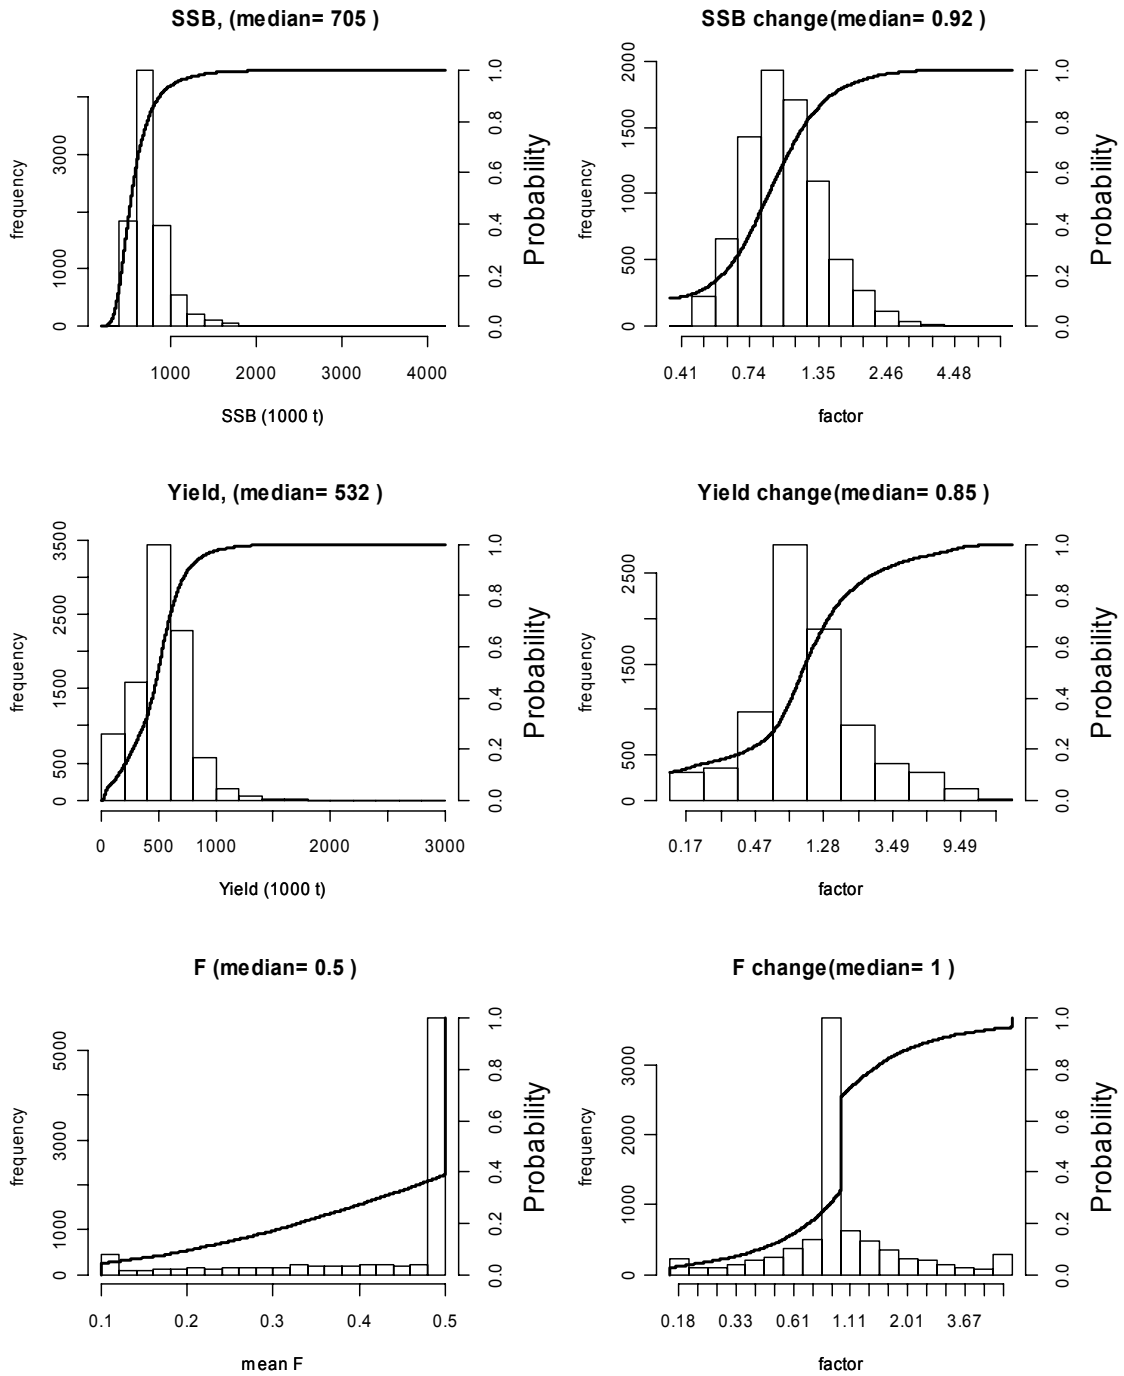 SSB, (median= 705 )
frequency
0 1000 3000
0.0 0.2 0.4 0.6 0.8 1.0
Probability
1000 2000 3000 4000
SSB (1000 t)
SSB change(median= 0.92 )
frequency
0 500 1000 1500 2000
0.0 0.2 0.4 0.6 0.8 1.0
Probability
0.41 0.74 1.35 2.46 4.48
factor
Yield, (median= 532 )
frequency
0 500 1500 2500 3500
0.0 0.2 0.4 0.6 0.8 1.0
Probability
0 500 1000 2000 3000
Yield (1000 t)
Yield change(median= 0.85 )
frequency
0 500 1500 2500
0.0 0.2 0.4 0.6 0.8 1.0
Probability
0.17 0.47 1.28 3.49 9.49
factor
F (median= 0.5 )
frequency
0 1000 3000 5000
0.0 0.2 0.4 0.6 0.8 1.0
Probability
0.1 0.2 0.3 0.4 0.5
mean F
F change(median= 1 )
frequency
0 1000 2000 3000
0.0 0.2 0.4 0.6 0.8 1.0
Probability
0.18 0.33 0.61 1.11 2.01 3.67
factor